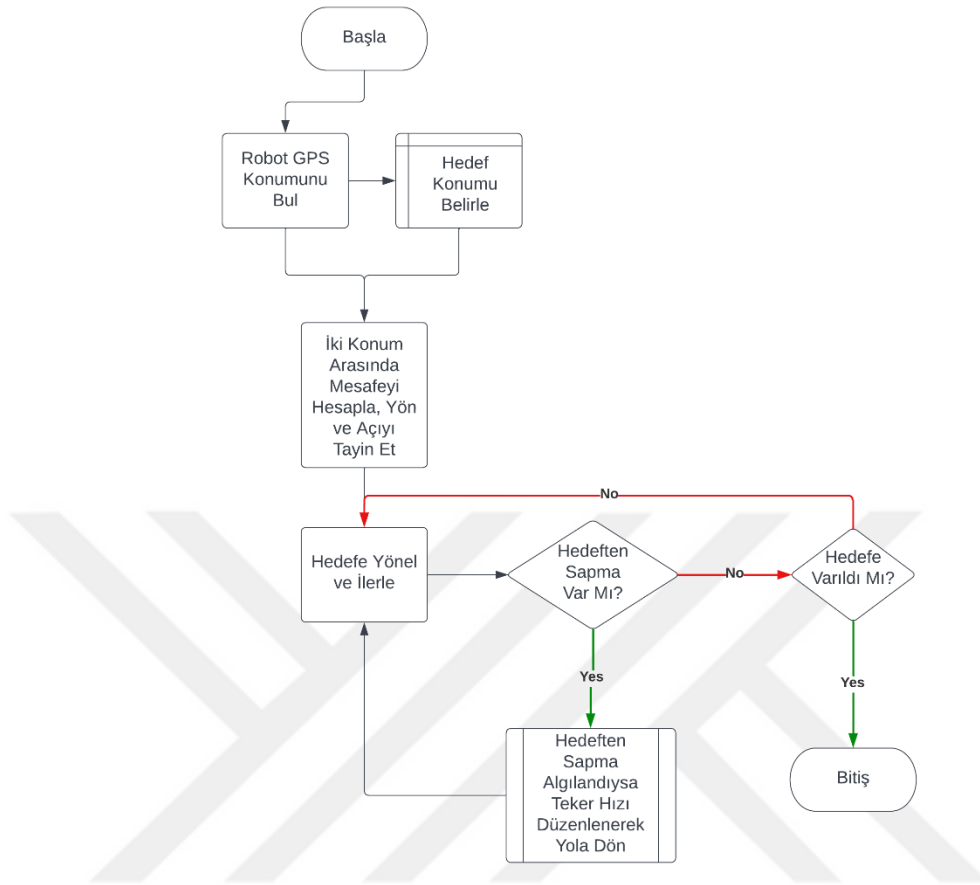 Başla
Robot GPS
Konumunu
Bul
Hedef
Konumu
Belirle
İki Konum
Arasında
Mesafeyi
Hesapla, Yön
ve Açıyı
Tayin Et
No
Hedefe Yönel
ve İlerle
Hedeften
Sapma
Var Mı?
No
Hedefe
Varıldı Mı?
Yes
Yes
Hedeften
Sapma
Algılandıysa
Teker Hızı
Düzenlenerek
Yola Dön
Bitiş